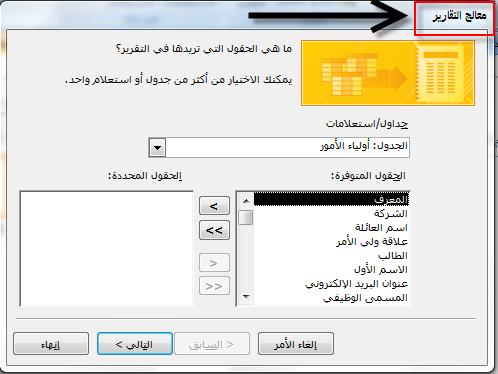 معالج التقارير
ما هي الحقول التي تريدها في التقرير؟
يمكنك الاختيار من أكثر من جدول أو استعلام واحد.
جداول/استعلامات
الجدول: أولياء الأمور
الحقول المتوفرة:
الحقول المحددة:
المعرف
الشركة
اسم العائلة
علاقة ولي الأمر
الطالب
الاسم الأول
عنوان البريد الإلكتروني
المسمى الوظيفي
>
>>
<
<<
إلغاء الأمر
< السابق
التالي >
إنهاء